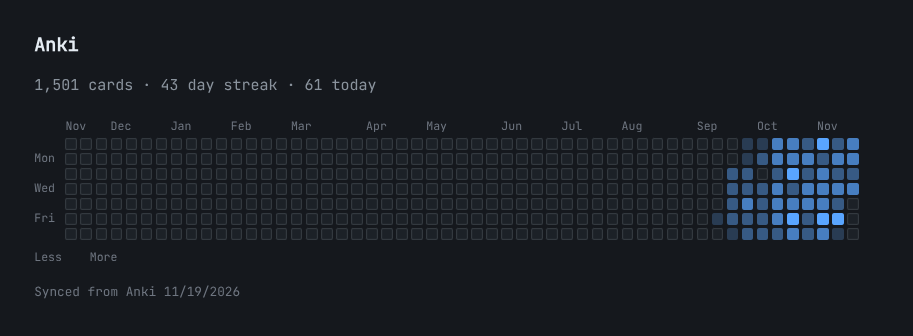 Anki
1,501 cards · 43 day streak · 61 today
Nov Dec Jan Feb Mar Apr May Jun Jul Aug Sep Oct Nov
Mon
Wed
Fri
Less More
Synced from Anki 11/19/2026